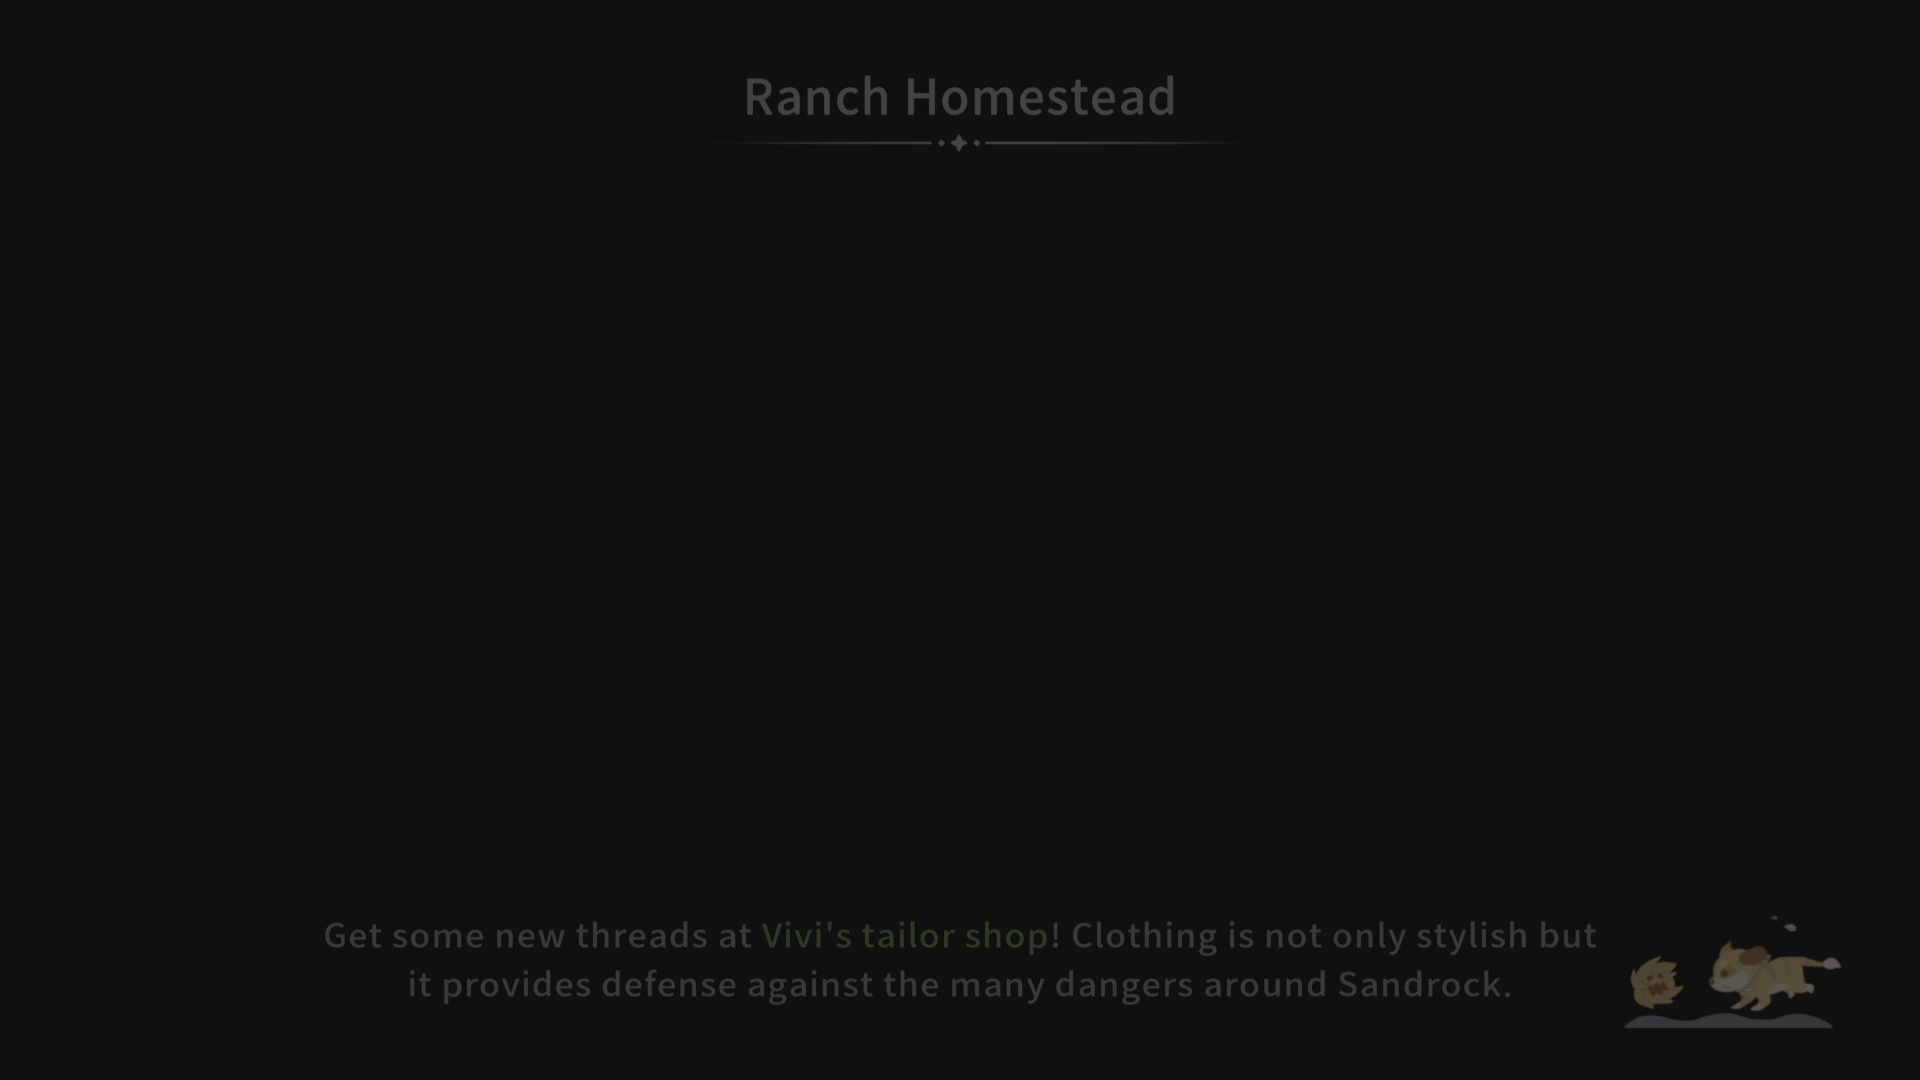 Ranch Homestead
Get some new threads at Vivi's tailor shop! Clothing is not only stylish but
it provides defense against the many dangers around Sandrock.